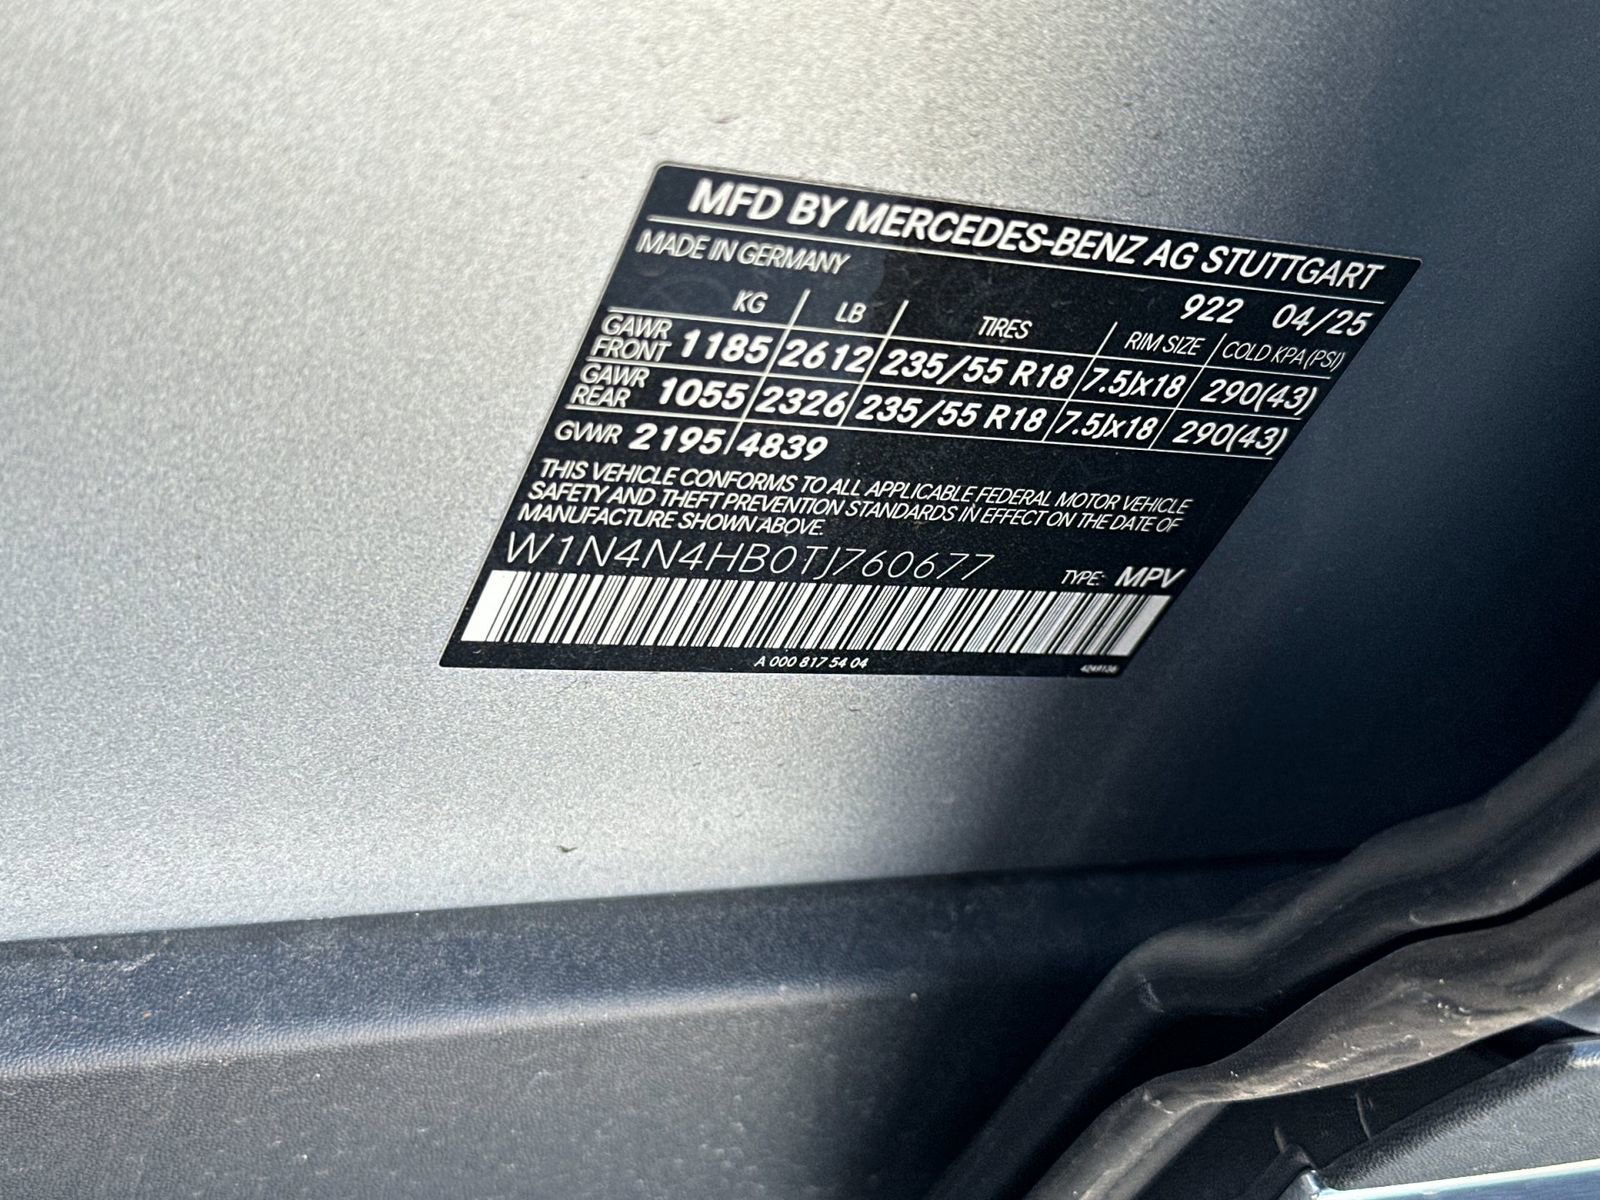 MFD BY MERCEDES-BENZ AG STUTTGART
MADE IN GERMANY
922 04/25
KG LB TIRES RIM SIZE COLD KPA (PSI)
GAWR FRONT 1185 2612 235/55 R18 7.5Jx18 290(43)
GAWR REAR 1055 2326 235/55 R18 7.5Jx18 290(43)
GVWR 2195 4839
THIS VEHICLE CONFORMS TO ALL APPLICABLE FEDERAL MOTOR VEHICLE
SAFETY AND THEFT PREVENTION STANDARDS IN EFFECT ON THE DATE OF
MANUFACTURE SHOWN ABOVE.
W1N4N4HB0TJ760677 TYPE: MPV
A 000 817 54 04